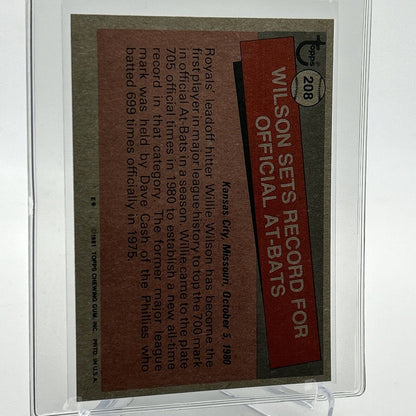 Topps
208
WILSON SETS RECORD FOR
OFFICIAL AT-BATS
Kansas City, Missouri, October 5, 1980
Royals' leadoff hitter Willie Wilson has become the
first player in major league history to top the 700 mark
in official At-Bats in a season. Willie came to the plate
705 official times in 1980 to establish a new all-time
record in that category. The former major league
mark was held by Dave Cash of the Phillies who
batted 699 times officially in 1975.
©1981 TOPPS CHEWING GUM, INC. PRTD. IN U.S.A.